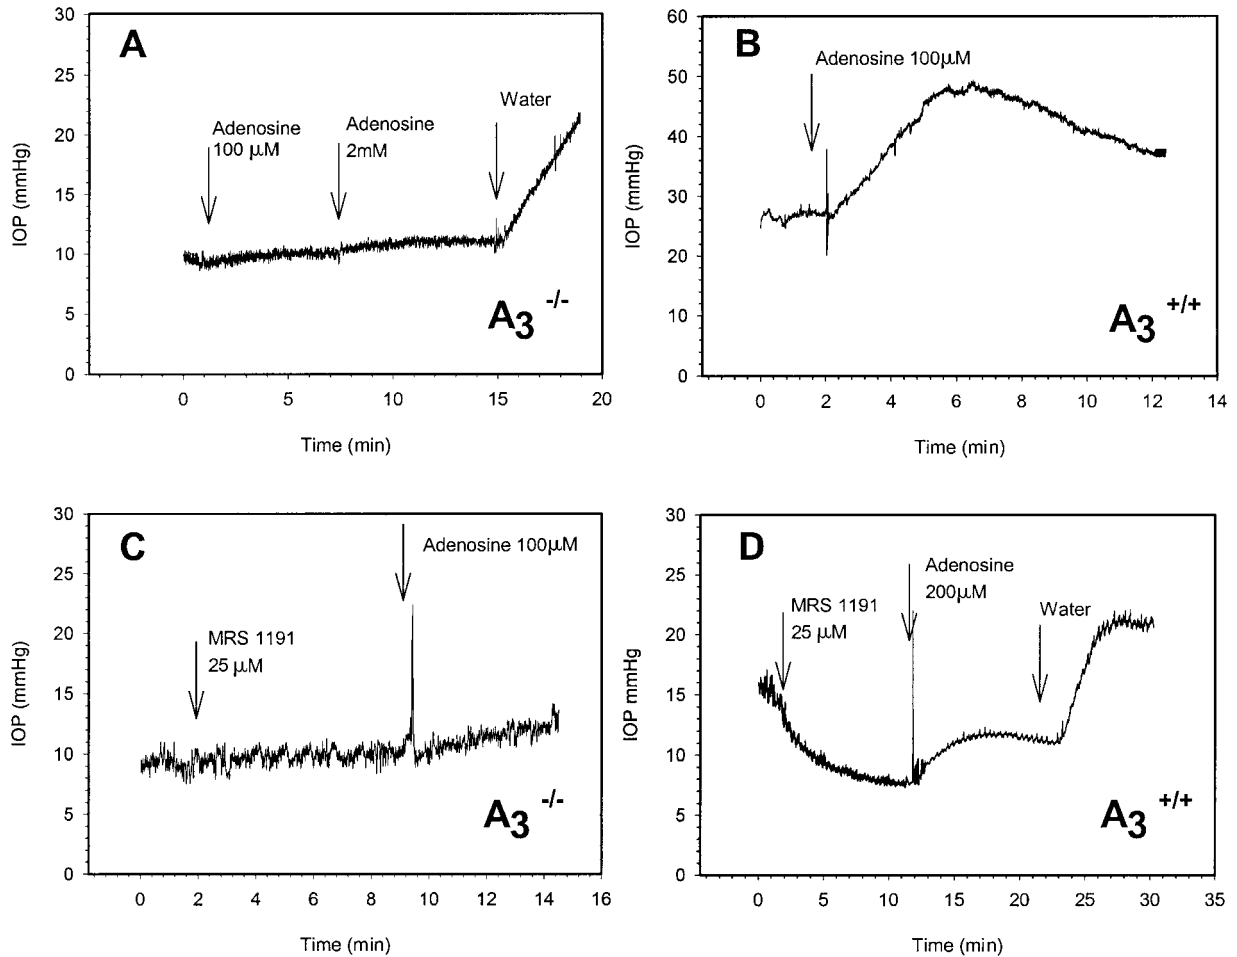 A
IOP (mmHg)
30
25
20
15
10
5
0
Adenosine
100 µM
Adenosine
2mM
Water
A3 -/-
0 5 10 15 20
Time (min)
B
IOP (mmHg)
60
50
40
30
20
10
0
Adenosine 100µM
A3 +/+
0 2 4 6 8 10 12 14
Time (min)
C
IOP (mmHg)
30
25
20
15
10
5
0
MRS 1191
25 µM
Adenosine 100µM
A3 -/-
0 2 4 6 8 10 12 14 16
Time (min)
D
IOP mmHg
30
25
20
15
10
5
0
MRS 1191
25 µM
Adenosine
200µM
Water
A3 +/+
0 5 10 15 20 25 30 35
Time (min)